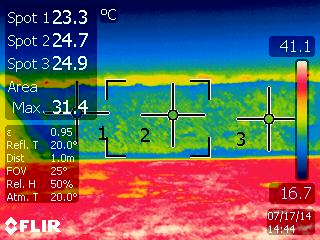 Spot 1 23.3 °C
Spot 2 24.7
Spot 3 24.9
Area
Max. 31.4
41.1
1
2
3
ε 0.95
Refl. T 20.0°
Dist 1.0m
FOV 25°
Rel. H 50%
Atm. T 20.0°
16.7
FLIR
07/17/14
14:44